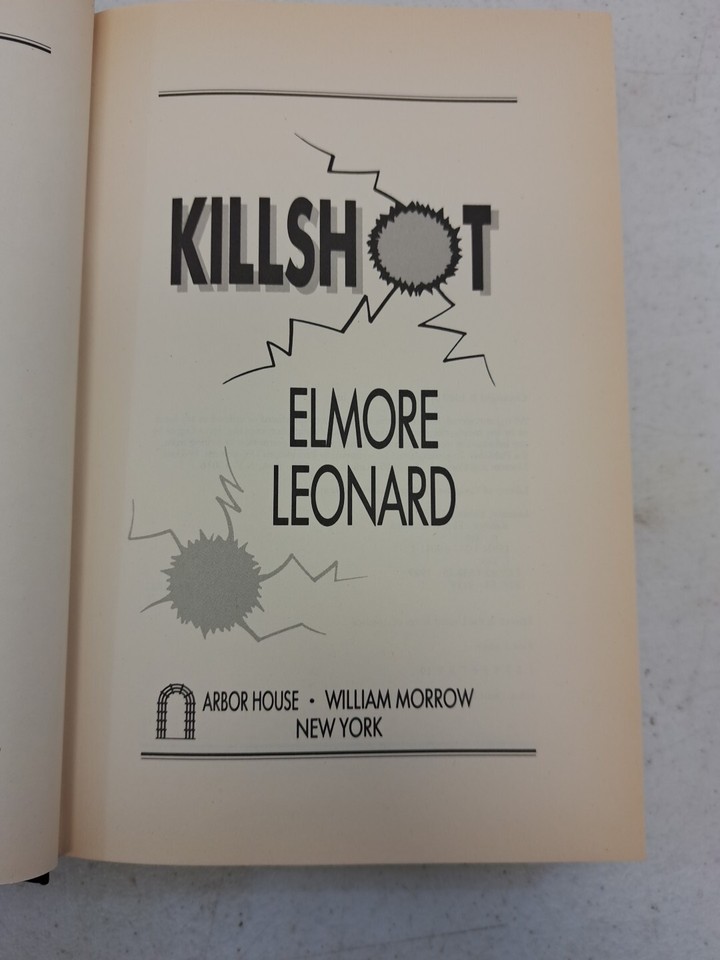 KILLSHOT
ELMORE
LEONARD
ARBOR HOUSE • WILLIAM MORROW
NEW YORK